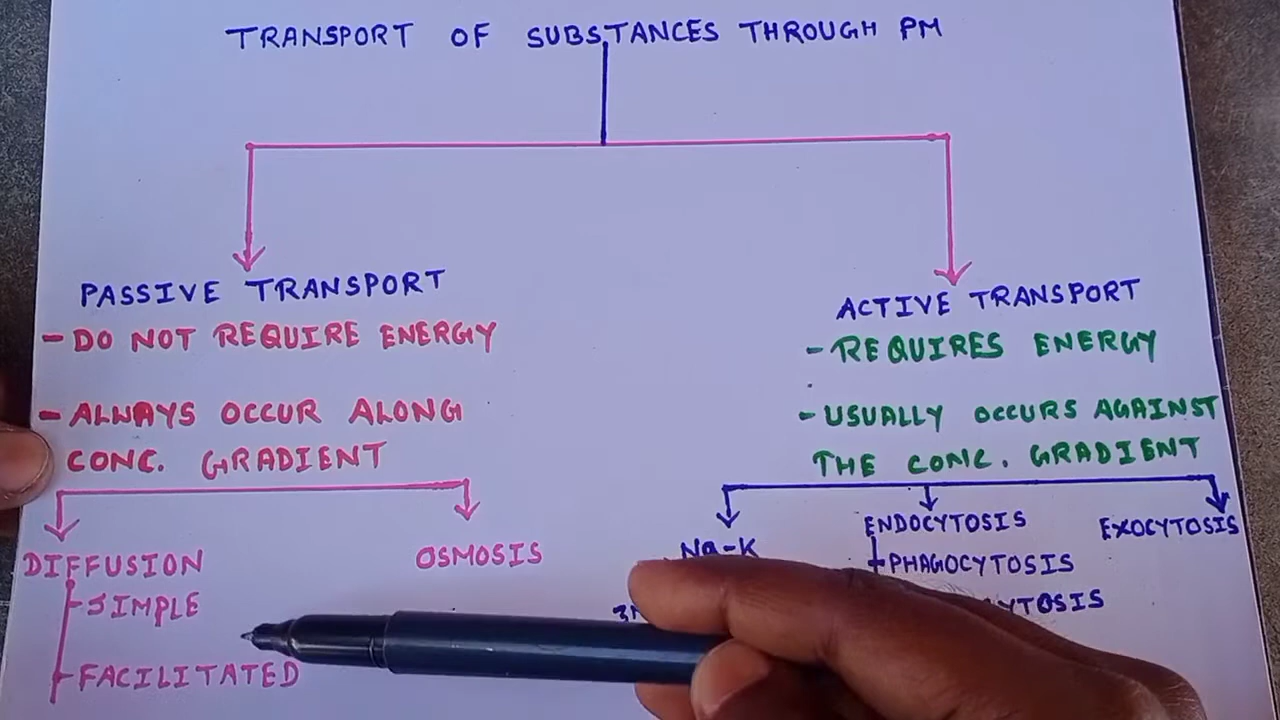 TRANSPORT OF SUBSTANCES THROUGH PM
PASSIVE TRANSPORT
- DO NOT REQUIRE ENERGY
- ALWAYS OCCUR ALONG
CONC. GRADIENT
DIFFUSION
- SIMPLE
- FACILITATED
OSMOSIS
ACTIVE TRANSPORT
- REQUIRES ENERGY
- USUALLY OCCURS AGAINST
THE CONC. GRADIENT
Na-K
ENDOCYTOSIS
- PHAGOCYTOSIS
EXOCYTOSIS